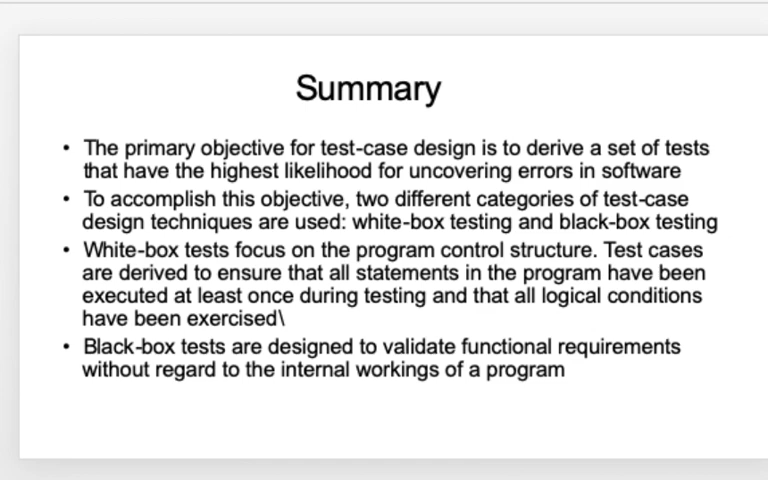 Summary
• The primary objective for test-case design is to derive a set of tests
that have the highest likelihood for uncovering errors in software
• To accomplish this objective, two different categories of test-case
design techniques are used: white-box testing and black-box testing
• White-box tests focus on the program control structure. Test cases
are derived to ensure that all statements in the program have been
executed at least once during testing and that all logical conditions
have been exercised\
• Black-box tests are designed to validate functional requirements
without regard to the internal workings of a program